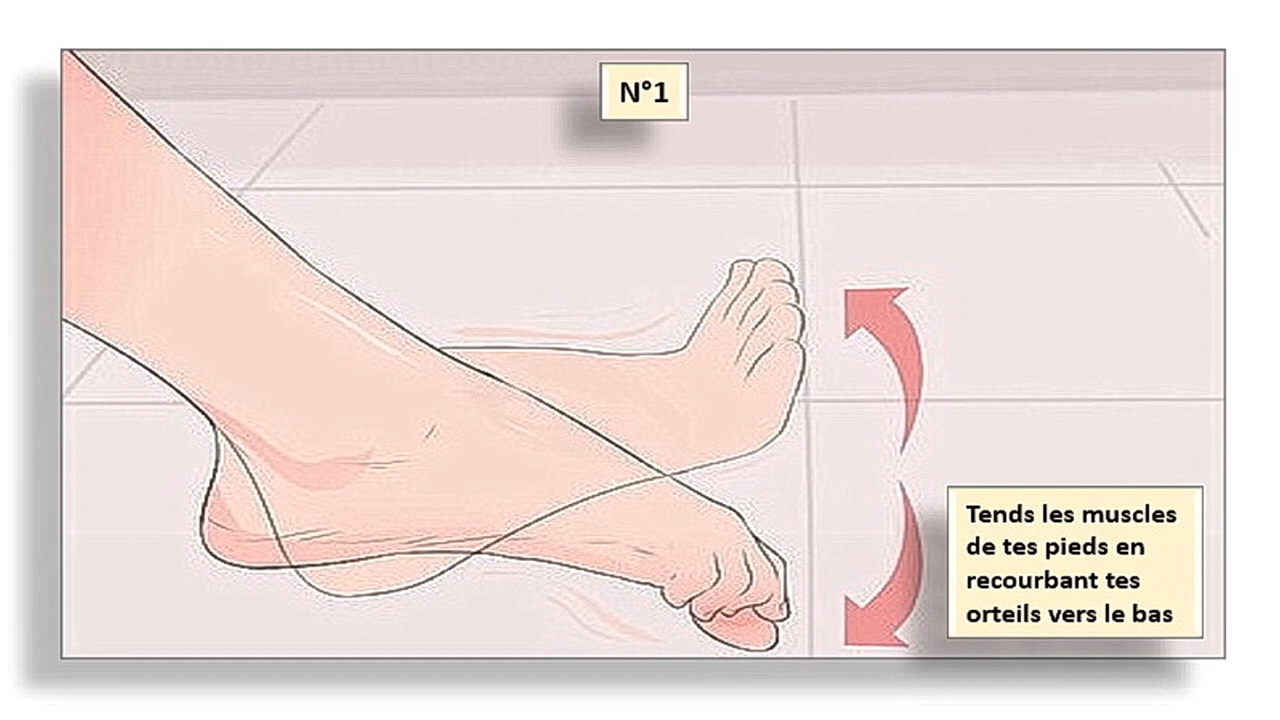 N°1
Tends les muscles
de tes pieds en
recourbant tes
orteils vers le bas